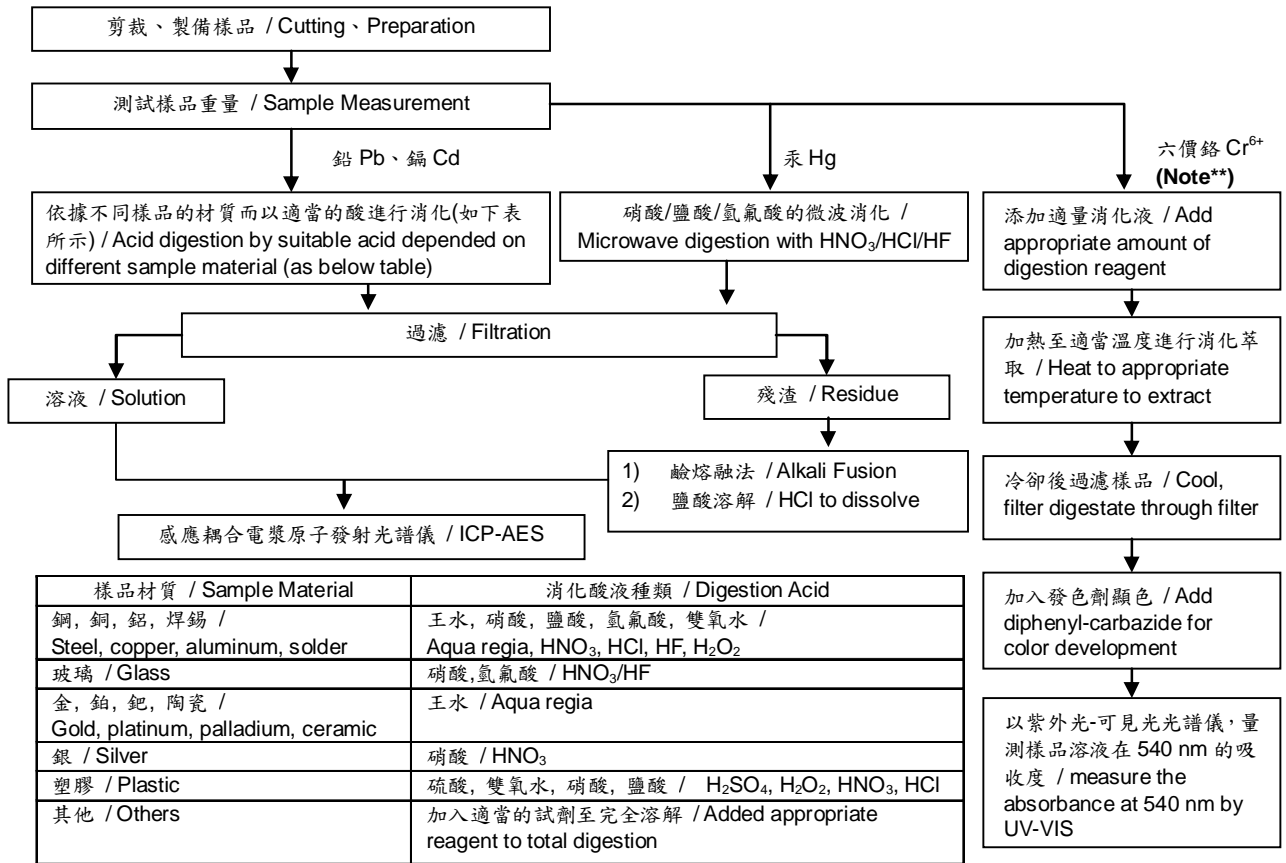 剪裁、製備樣品 / Cutting、Preparation
測試樣品重量 / Sample Measurement
鉛 Pb、鎘 Cd
汞 Hg
六價鉻 Cr⁶⁺
(Note**)
依據不同樣品的材質而以適當的酸進行消化(如下表
所示) / Acid digestion by suitable acid depended on
different sample material (as below table)
硝酸/鹽酸/氫氟酸的微波消化 /
Microwave digestion with HNO₃/HCl/HF
添加適量消化液 / Add
appropriate amount of
digestion reagent
過濾 / Filtration
加熱至適當溫度進行消化萃
取 / Heat to appropriate
temperature to extract
溶液 / Solution
殘渣 / Residue
1) 鹼熔融法 / Alkali Fusion
2) 鹽酸溶解 / HCl to dissolve
冷卻後過濾樣品 / Cool,
filter digestate through filter
感應耦合電漿原子發射光譜儀 / ICP-AES
加入發色劑顯色 / Add
diphenyl-carbazide for
color development
以紫外光-可見光光譜儀，量
測樣品溶液在 540 nm 的吸
收度 / measure the
absorbance at 540 nm by
UV-VIS
樣品材質 / Sample Material
消化酸液種類 / Digestion Acid
鋼, 銅, 鋁, 焊錫 /
Steel, copper, aluminum, solder
王水, 硝酸, 鹽酸, 氫氟酸, 雙氧水 /
Aqua regia, HNO₃, HCl, HF, H₂O₂
玻璃 / Glass
硝酸,氫氟酸 / HNO₃/HF
金, 鉑, 鈀, 陶瓷 /
Gold, platinum, palladium, ceramic
王水 / Aqua regia
銀 / Silver
硝酸 / HNO₃
塑膠 / Plastic
硫酸, 雙氧水, 硝酸, 鹽酸 / H₂SO₄, H₂O₂, HNO₃, HCl
其他 / Others
加入適當的試劑至完全溶解 / Added appropriate
reagent to total digestion